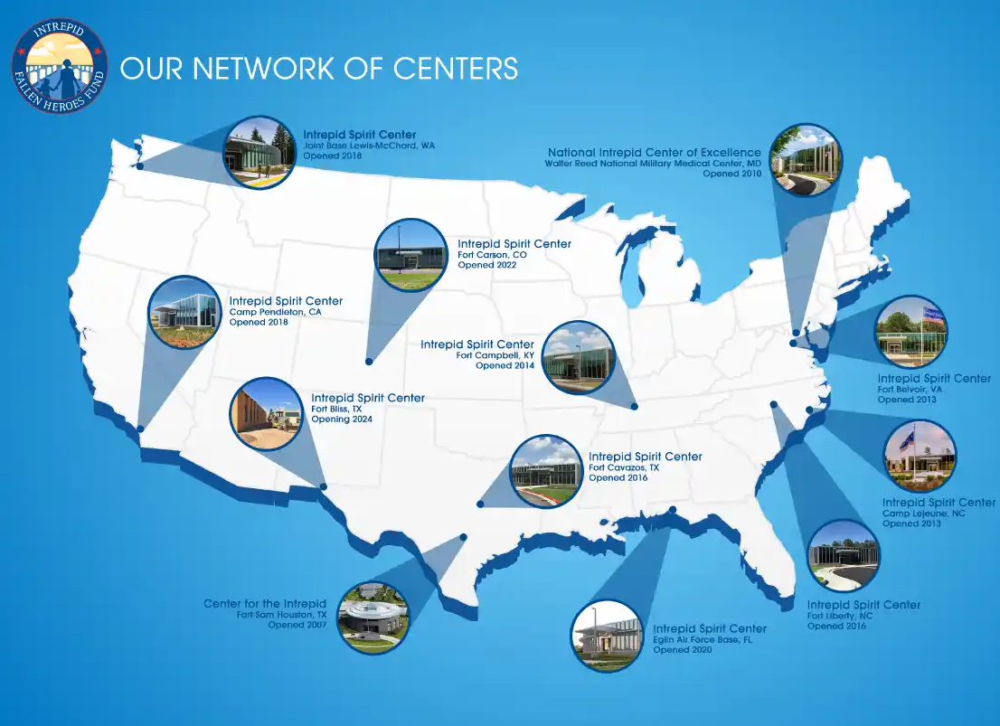 INTREPID
FALLEN HEROES FUND
OUR NETWORK OF CENTERS
Intrepid Spirit Center
Joint Base Lewis-McChord, WA
Opened 2018
National Intrepid Center of Excellence
Walter Reed National Military Medical Center, MD
Opened 2010
Intrepid Spirit Center
Fort Carson, CO
Opened 2022
Intrepid Spirit Center
Camp Pendleton, CA
Opened 2018
Intrepid Spirit Center
Fort Campbell, KY
Opened 2014
Intrepid Spirit Center
Fort Belvoir, VA
Opened 2013
Intrepid Spirit Center
Fort Bliss, TX
Opening 2024
Intrepid Spirit Center
Fort Cavazos, TX
Opened 2016
Intrepid Spirit Center
Camp Lejeune, NC
Opened 2013
Center for the Intrepid
Fort Sam Houston, TX
Opened 2007
Intrepid Spirit Center
Fort Liberty, NC
Opened 2016
Intrepid Spirit Center
Eglin Air Force Base, FL
Opened 2020